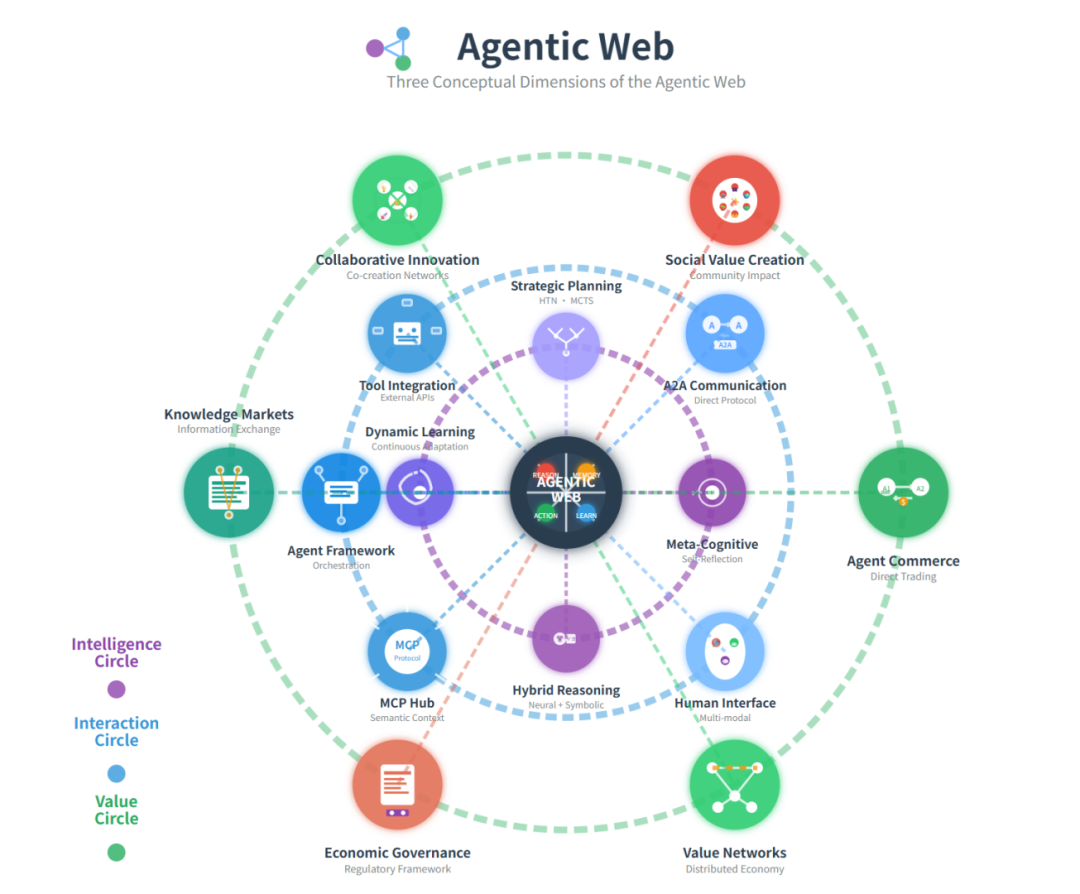 Agentic Web
Three Conceptual Dimensions of the Agentic Web
Collaborative Innovation
Co-creation Networks
Social Value Creation
Community Impact
Strategic Planning
HTN • MCTS
A
A
A2A
Tool Integration
External APIs
A2A Communication
Direct Protocol
Knowledge Markets
Information Exchange
Dynamic Learning
Continuous Adaptation
REASON
MEMORY
AGENTIC
WEB
ACTION
LEARN
A1
A2
$
Agent Framework
Orchestration
Meta-Cognitive
Self-Reflection
Agent Commerce
Direct Trading
MCP
Protocol
Intelligence
Circle
Hybrid Reasoning
Neural + Symbolic
MCP Hub
Semantic Context
Human Interface
Multi-modal
Interaction
Circle
Value
Circle
Economic Governance
Regulatory Framework
Value Networks
Distributed Economy